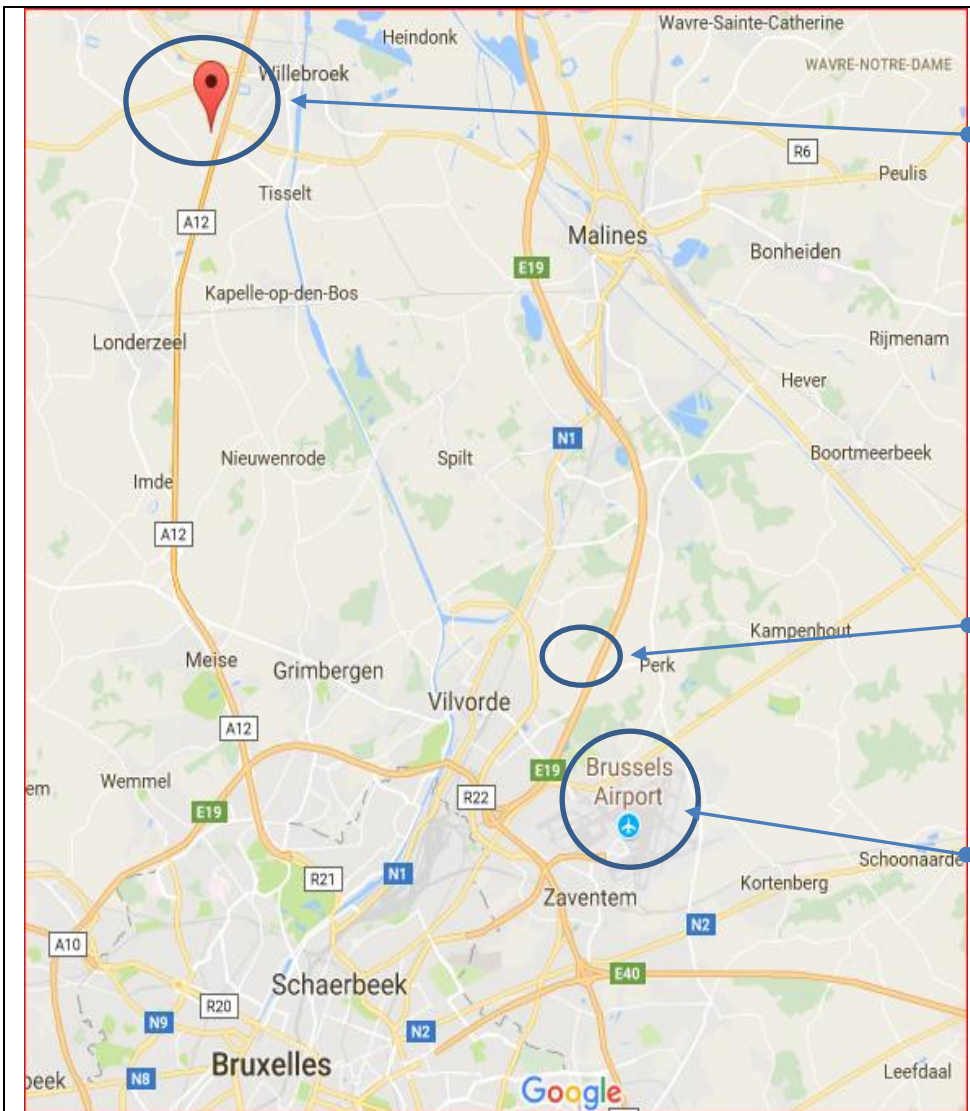 Wavre-Sainte-Catherine
Heindonk
WAVRE-NOTRE-DAME
Willebroek
R6
Peulis
Tisselt
A12
Malines
Bonheiden
E19
Kapelle-op-den-Bos
Londerzeel
Rijmenam
Hever
N1
Boortmeerbeek
Nieuwenrode
Spilt
Imde
A12
Kampenhout
Meise
Perk
Grimbergen
Vilvorde
A12
Brussels
Airport
E19
Wemmel
em
R22
E19
Schoonaarde
N1
R21
Kortenberg
Zaventem
N2
A10
E40
Schaerbeek
R20
N9
N2
Bruxelles
Leefdaal
beek
N8
Google